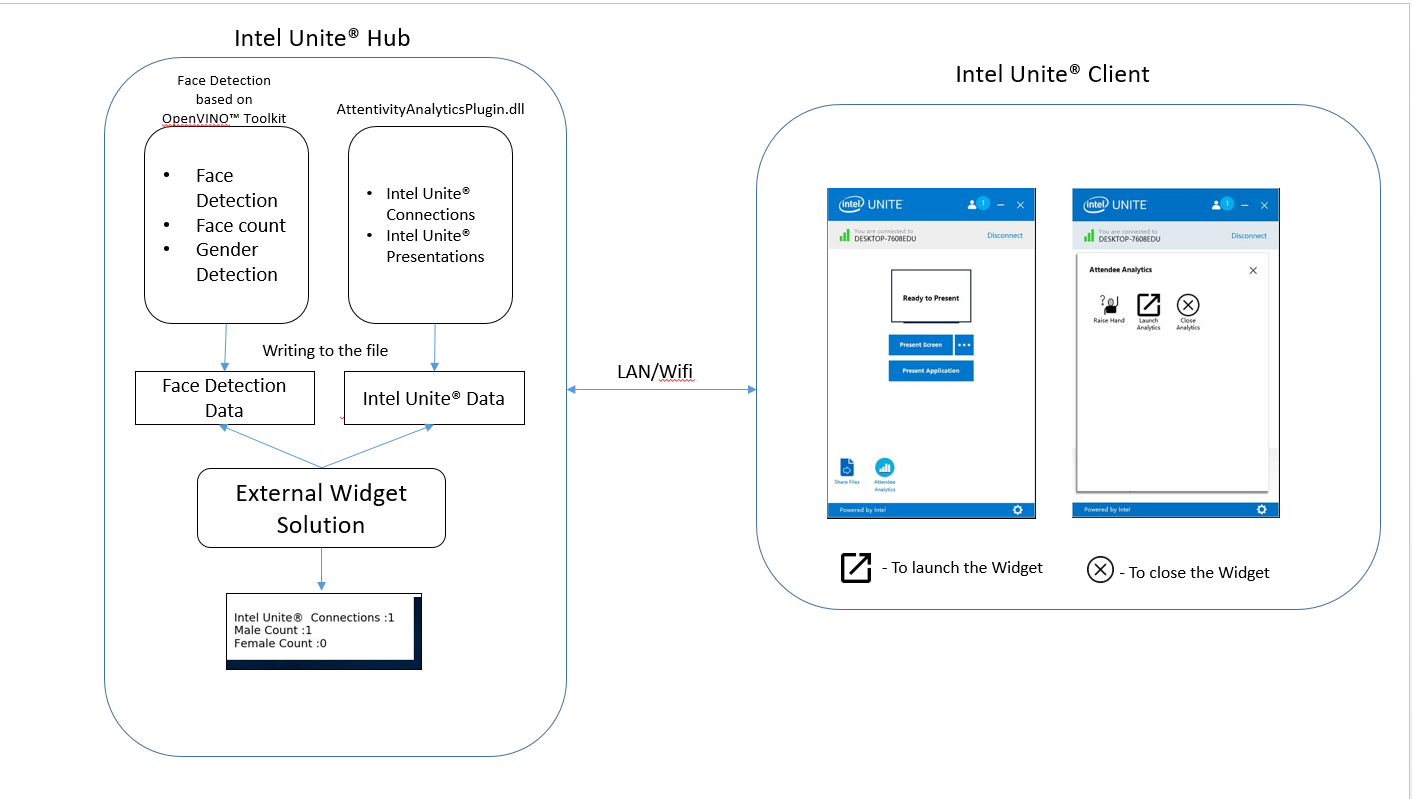 Intel Unite® Hub
Face Detection
based on
OpenVINO™ Toolkit
AttentivityAnalyticsPlugin.dll
• Face
Detection
• Face count
• Gender
Detection
• Intel Unite®
Connections
• Intel Unite®
Presentations
Writing to the file
Face Detection
Data
Intel Unite® Data
External Widget
Solution
Intel Unite® Connections :1
Male Count :1
Female Count :0
LAN/Wifi
Intel Unite® Client
intel UNITE
1
You are connected to
DESKTOP-7608EDU
Disconnect
Ready to Present
Present Screen
Present Application
Share Files
Attendee
Analytics
Powered by Intel
intel UNITE
1
You are connected to
DESKTOP-7608EDU
Disconnect
Attendee Analytics
Raise Hand
Launch
Analytics
Close
Analytics
Powered by Intel
- To launch the Widget
- To close the Widget